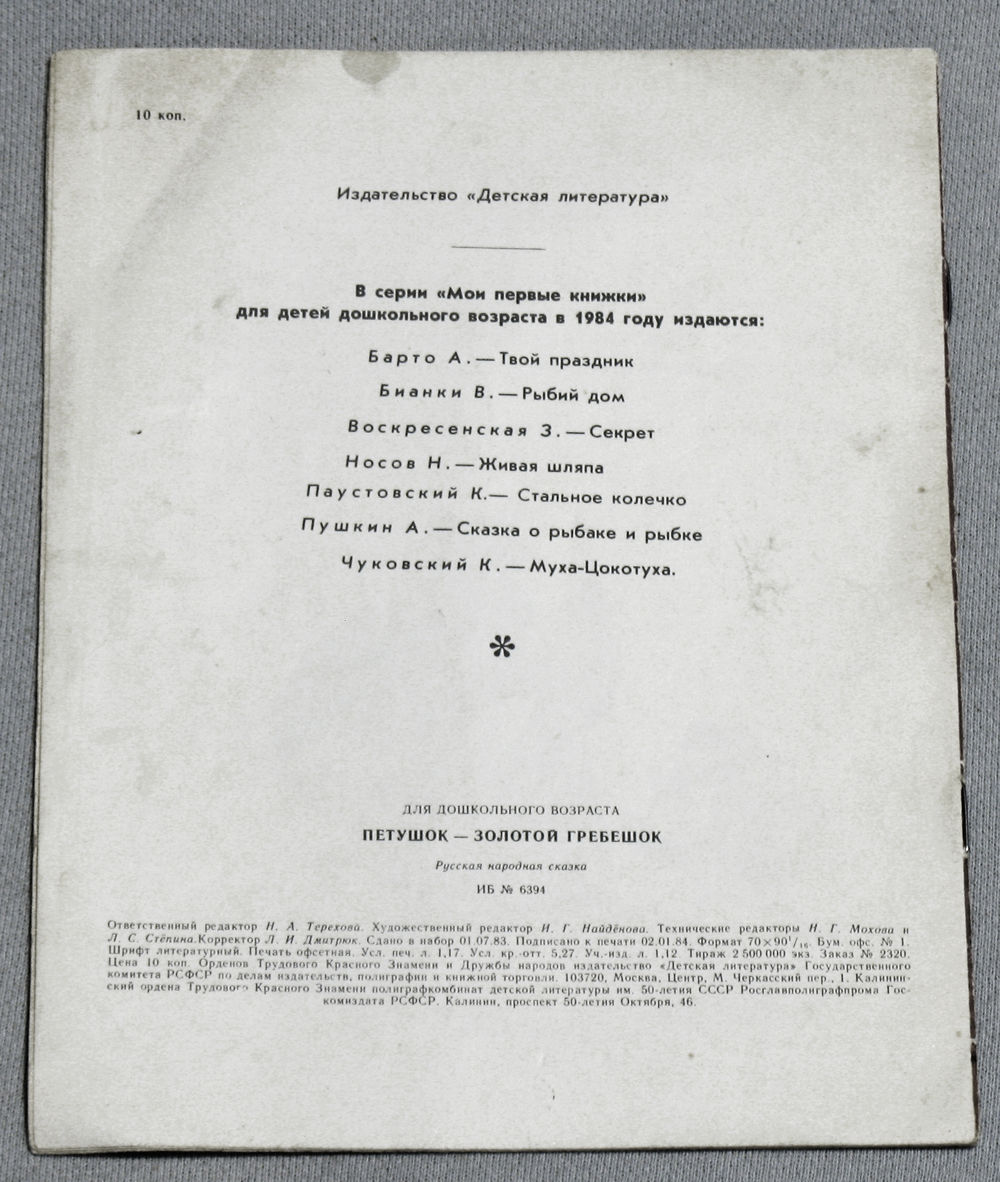 10 коп.
Издательство «Детская литература»
В серии «Мои первые книжки»
для детей дошкольного возраста в 1984 году издаются:
Барто А. — Твой праздник
Бианки В. — Рыбий дом
Воскресенская З. — Секрет
Носов Н. — Живая шляпа
Паустовский К. — Стальное колечко
Пушкин А. — Сказка о рыбаке и рыбке
Чуковский К. — Муха-Цокотуха.
*
ДЛЯ ДОШКОЛЬНОГО ВОЗРАСТА
ПЕТУШОК — ЗОЛОТОЙ ГРЕБЕШОК
Русская народная сказка
ИБ № 6394
Ответственный редактор Н. А. Терехова. Художественный редактор И. Г. Найдёнова. Технические редакторы Н. Г. Мохова и
Л. С. Стёпина. Корректор Л. И. Дмитрюк. Сдано в набор 01.07.83. Подписано к печати 02.01.84. Формат 70×90¹/₁₆. Бум. офс. № 1.
Шрифт литературный. Печать офсетная. Усл. печ. л. 1,17. Усл. кр.-отт. 5,27. Уч.-изд. л. 1,12. Тираж 2 500 000 экз. Заказ № 2320.
Цена 10 коп. Орденов Трудового Красного Знамени и Дружбы народов издательство «Детская литература» Государственного
комитета РСФСР по делам издательств, полиграфии и книжной торговли. 103720, Москва, Центр, М. Черкасский пер., 1. Калинин-
ский ордена Трудового Красного Знамени полиграфкомбинат детской литературы им. 50-летия СССР Росглавполиграфпрома Гос-
комиздата РСФСР. Калинин, проспект 50-летия Октября, 46.